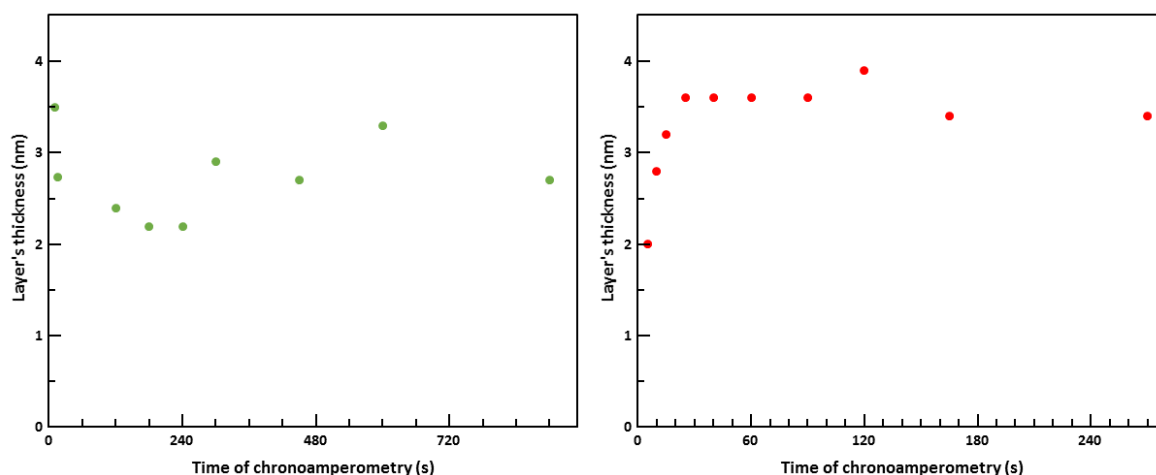 4
3
2
1
0
Layer's thickness (nm)
0 240 480 720
Time of chronoamperometry (s)
4
3
2
1
0
Layer's thickness (nm)
0 60 120 180 240
Time of chronoamperometry (s)